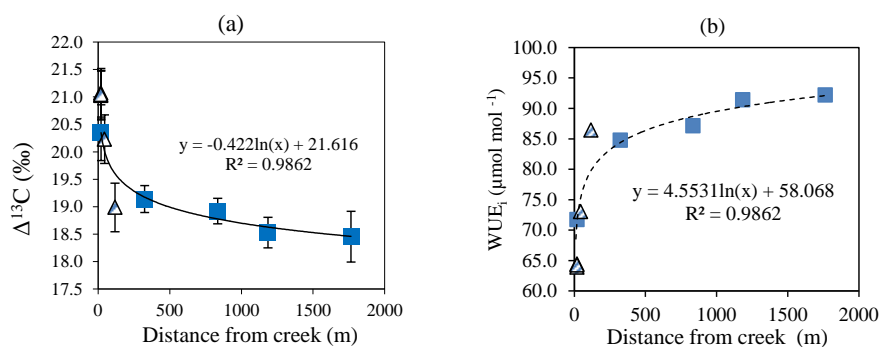 (a)
22.0
21.5
21.0
20.5
20.0
19.5
19.0
18.5
18.0
17.5
Δ¹³C (‰)
y = -0.422ln(x) + 21.616
R² = 0.9862
0 500 1000 1500 2000
Distance from creek (m)
(b)
100.0
95.0
90.0
85.0
80.0
75.0
70.0
65.0
60.0
WUEᵢ (µmol mol ⁻¹)
y = 4.5531ln(x) + 58.068
R² = 0.9862
0 500 1000 1500 2000
Distance from creek (m)